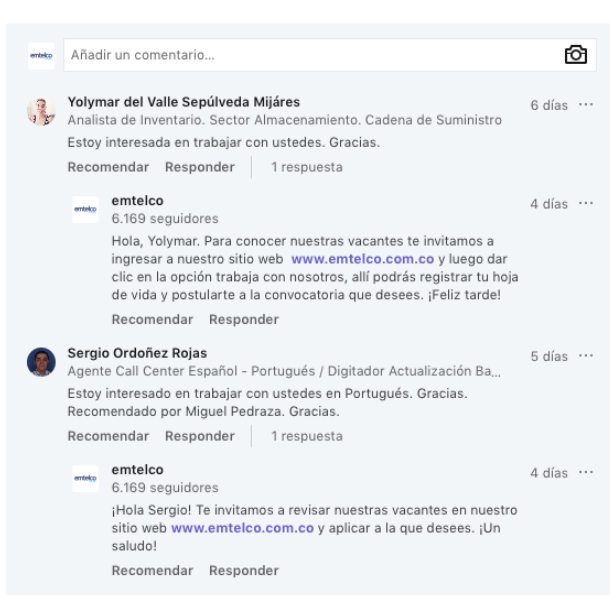 emtelco
Añadir un comentario...
Yolymar del Valle Sepúlveda Mijáres
6 días
Analista de Inventario. Sector Almacenamiento. Cadena de Suministro
Estoy interesada en trabajar con ustedes. Gracias.
Recomendar Responder 1 respuesta
emtelco
emtelco
4 días
6.169 seguidores
Hola, Yolymar. Para conocer nuestras vacantes te invitamos a
ingresar a nuestro sitio web www.emtelco.com.co y luego dar
clic en la opción trabaja con nosotros, allí podrás registrar tu hoja
de vida y postularte a la convocatoria que desees. ¡Feliz tarde!
Recomendar Responder
Sergio Ordoñez Rojas
5 días
Agente Call Center Español - Portugués / Digitador Actualización Ba...
Estoy interesado en trabajar con ustedes en Portugués. Gracias.
Recomendado por Miguel Pedraza. Gracias.
Recomendar Responder 1 respuesta
emtelco
emtelco
4 días
6.169 seguidores
¡Hola Sergio! Te invitamos a revisar nuestras vacantes en nuestro
sitio web www.emtelco.com.co y aplicar a la que desees. ¡Un
saludo!
Recomendar Responder